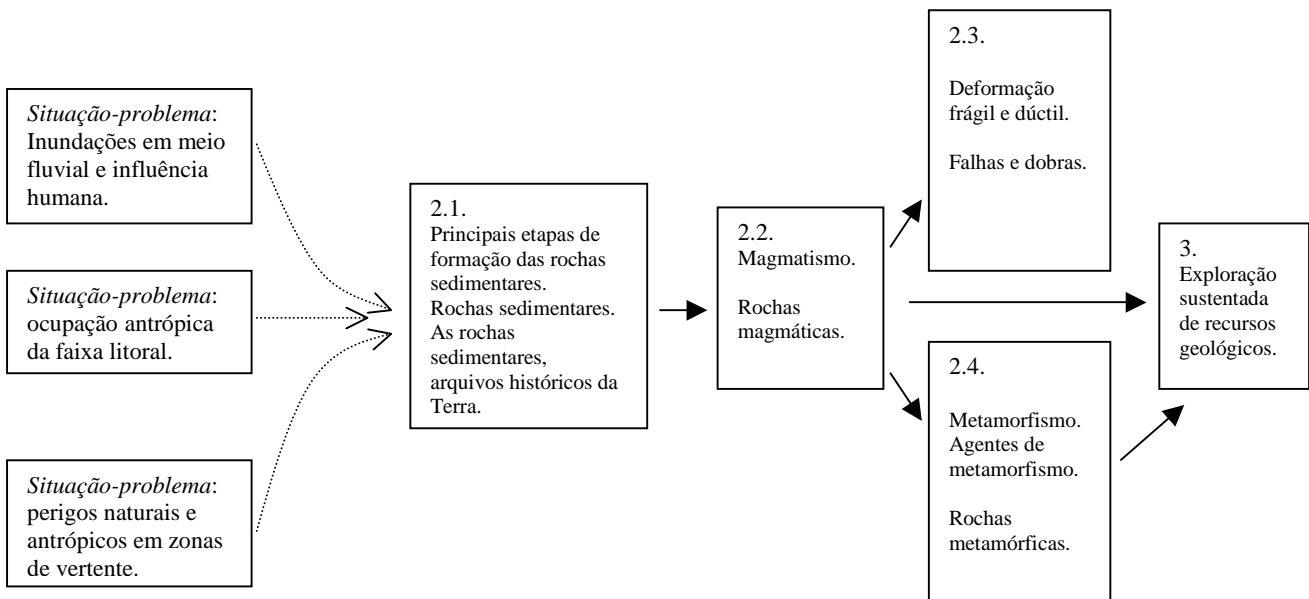 Situação-problema:
Inundações em meio
fluvial e influência
humana.
Situação-problema:
ocupação antrópica
da faixa litoral.
Situação-problema:
perigos naturais e
antrópicos em zonas
de vertente.
2.1.
Principais etapas de
formação das rochas
sedimentares.
Rochas sedimentares.
As rochas
sedimentares,
arquivos históricos da
Terra.
2.2.
Magmatismo.
Rochas
magmáticas.
2.3.
Deformação
frágil e dúctil.
Falhas e dobras.
2.4.
Metamorfismo.
Agentes de
metamorfismo.
Rochas
metamórficas.
3.
Exploração
sustentada
de recursos
geológicos.